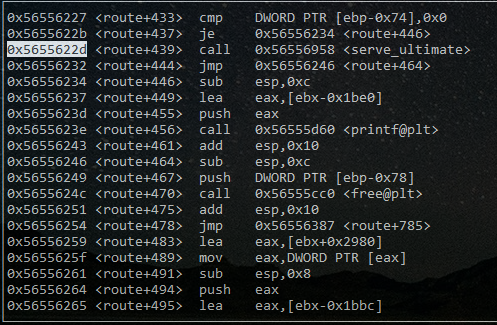 0x56556227 <route+433> cmp DWORD PTR [ebp-0x74],0x0
0x5655622b <route+437> je 0x56556234 <route+446>
0x5655622d <route+439> call 0x56556958 <serve_ultimate>
0x56556232 <route+444> jmp 0x56556246 <route+464>
0x56556234 <route+446> sub esp,0xc
0x56556237 <route+449> lea eax,[ebx-0x1be0]
0x5655623d <route+455> push eax
0x5655623e <route+456> call 0x56555d60 <printf@plt>
0x56556243 <route+461> add esp,0x10
0x56556246 <route+464> sub esp,0xc
0x56556249 <route+467> push DWORD PTR [ebp-0x78]
0x5655624c <route+470> call 0x56555cc0 <free@plt>
0x56556251 <route+475> add esp,0x10
0x56556254 <route+478> jmp 0x56556387 <route+785>
0x56556259 <route+483> lea eax,[ebx+0x2980]
0x5655625f <route+489> mov eax,DWORD PTR [eax]
0x56556261 <route+491> sub esp,0x8
0x56556264 <route+494> push eax
0x56556265 <route+495> lea eax,[ebx-0x1bbc]